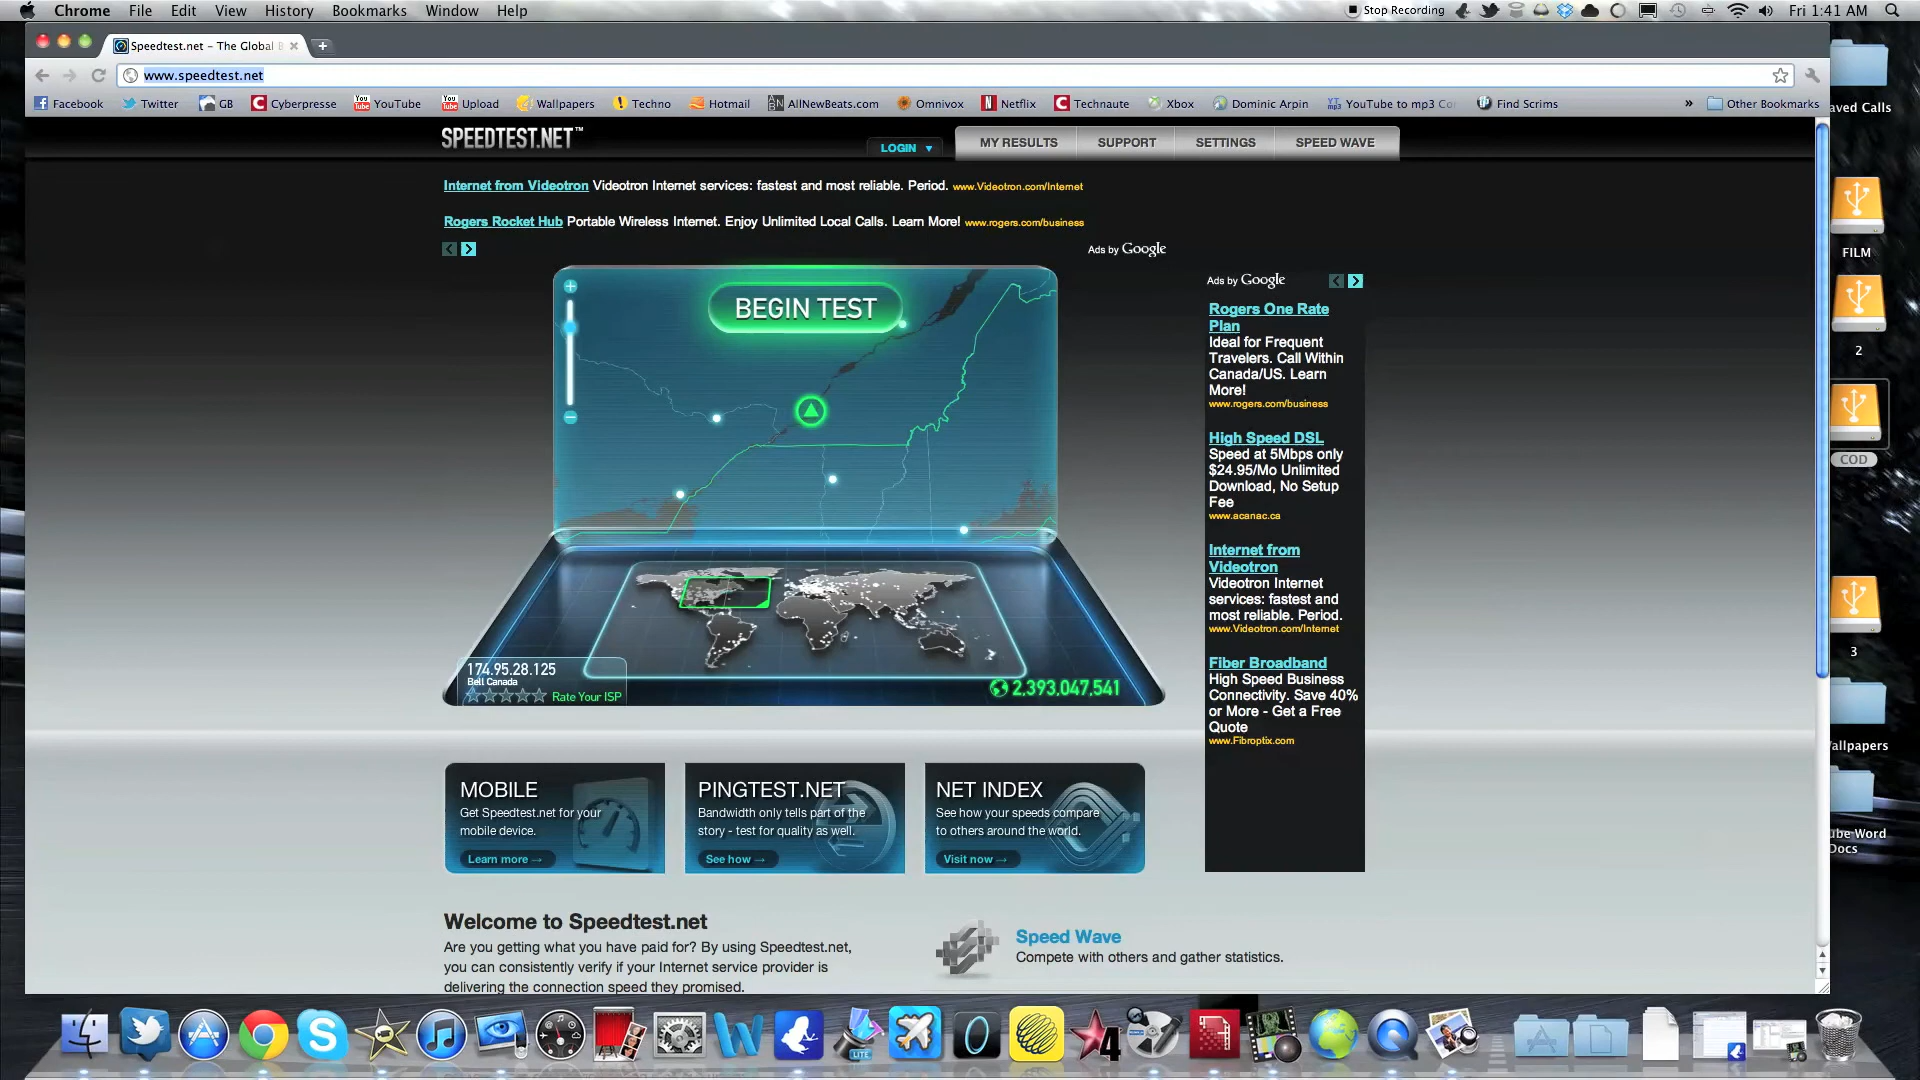 Chrome File Edit View History Bookmarks Window Help
Stop Recording
Fri 1:41 AM
Speedtest.net – The Global
www.speedtest.net
Facebook Twitter GB Cyberpresse YouTube Upload Wallpapers Techno Hotmail AllNewBeats.com Omnivox Netflix Technaute Xbox Dominic Arpin YouTube to mp3 Find Scrims » Other Bookmarks
SPEEDTEST.NET™
LOGIN
MY RESULTS SUPPORT SETTINGS SPEED WAVE
Internet from Videotron Videotron Internet services: fastest and most reliable. Period. www.Videotron.com/Internet
Rogers Rocket Hub Portable Wireless Internet. Enjoy Unlimited Local Calls. Learn More! www.rogers.com/business
Ads by Google
BEGIN TEST
174.95.28.125
Bell Canada
Rate Your ISP
2,393,047,541
Ads by Google
Rogers One Rate
Plan
Ideal for Frequent
Travelers. Call Within
Canada/US. Learn
More!
www.rogers.com/business
High Speed DSL
Speed at 5Mbps only
$24.95/Mo Unlimited
Download, No Setup
Fee
www.acanac.ca
Internet from
Videotron
Videotron Internet
services: fastest and
most reliable. Period.
www.Videotron.com/Internet
Fiber Broadband
High Speed Business
Connectivity. Save 40%
or More - Get a Free
Quote
www.Fibroptix.com
MOBILE
Get Speedtest.net for your
mobile device.
Learn more →
PINGTEST.NET
Bandwidth only tells part of the
story - test for quality as well.
See how →
NET INDEX
See how your speeds compare
to others around the world.
Visit now →
Welcome to Speedtest.net
Are you getting what you have paid for? By using Speedtest.net,
you can consistently verify if your Internet service provider is
delivering the connection speed they promised.
Speed Wave
Compete with others and gather statistics.
aved Calls
FILM
2
COD
3
allpapers
ube Word
Docs
LITE
4